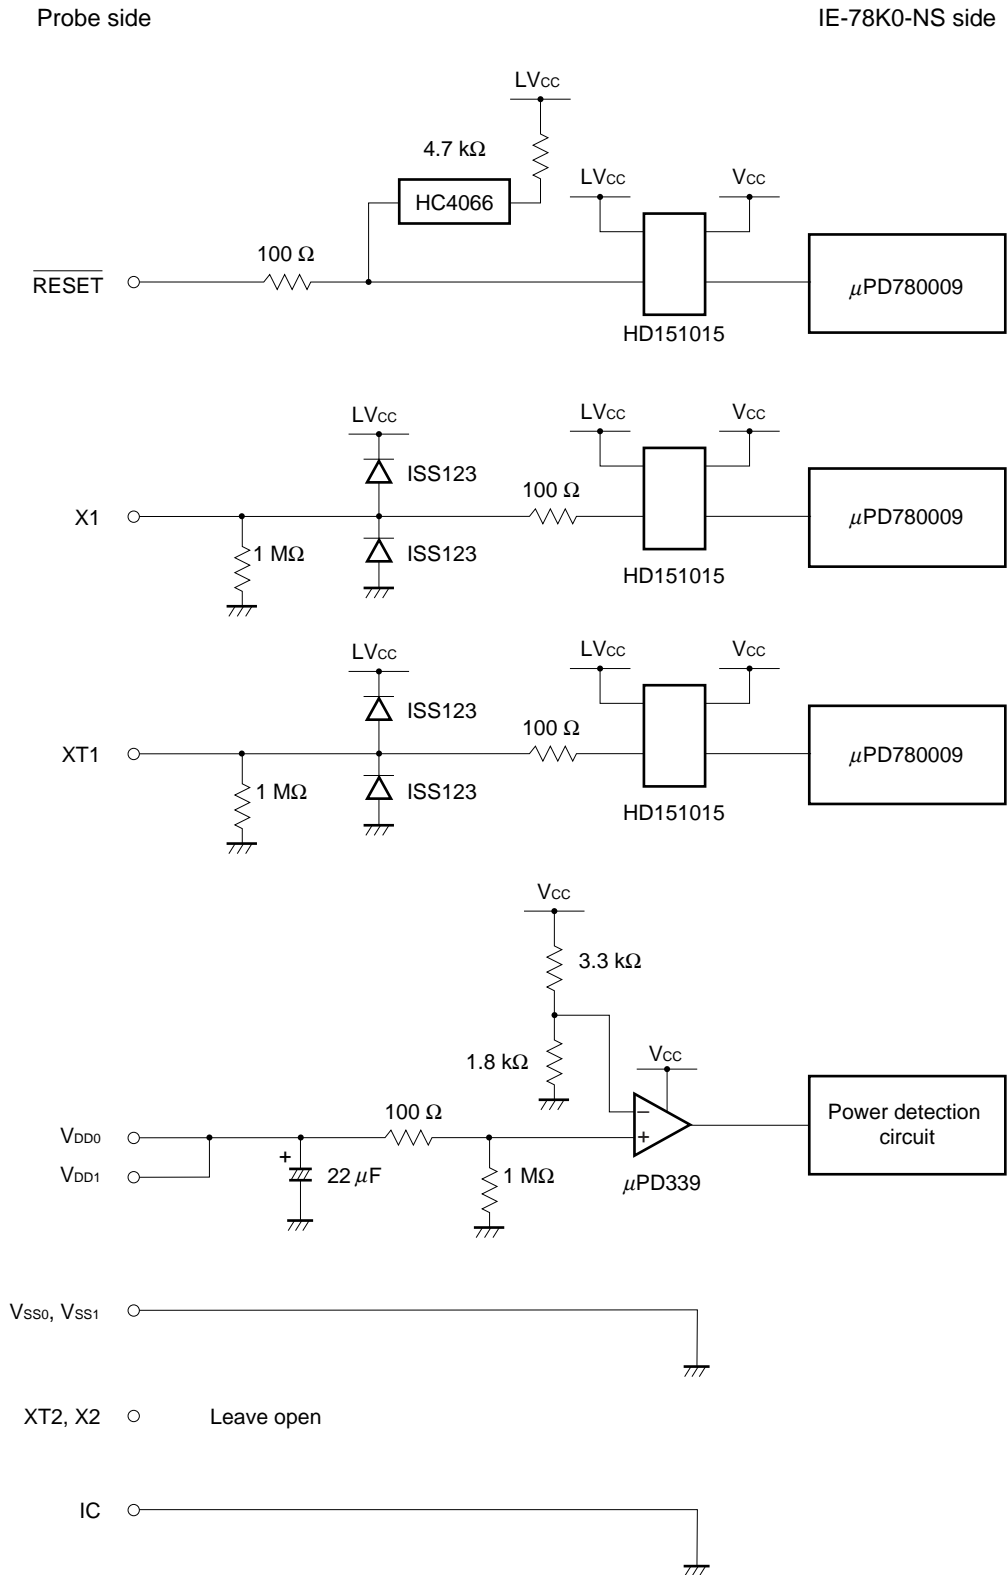 Probe side
IE-78K0-NS side
LVCC
4.7 kΩ
HC4066
LVCC
VCC
100 Ω
RESET
μPD780009
HD151015
LVCC
LVCC
VCC
ISS123
100 Ω
X1
μPD780009
1 MΩ
ISS123
HD151015
LVCC
LVCC
VCC
ISS123
100 Ω
XT1
μPD780009
1 MΩ
ISS123
HD151015
VCC
3.3 kΩ
1.8 kΩ
VCC
100 Ω
−
Power detection
circuit
VDD0
+
+
VDD1
22 μF
1 MΩ
μPD339
VSS0, VSS1
XT2, X2
Leave open
IC